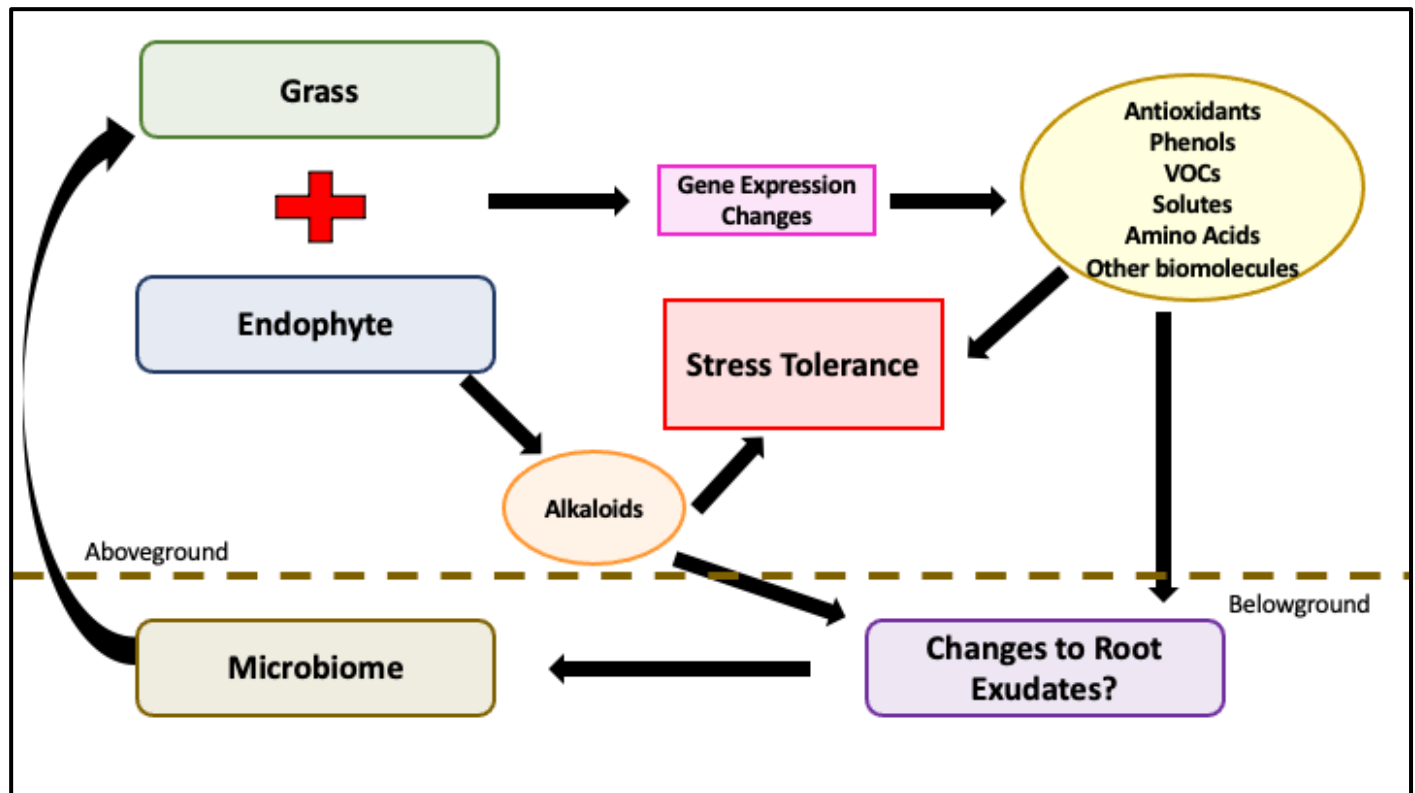 Grass
Endophyte
Gene Expression
Changes
Antioxidants
Phenols
VOCs
Solutes
Amino Acids
Other biomolecules
Stress Tolerance
Alkaloids
Aboveground
Belowground
Microbiome
Changes to Root
Exudates?